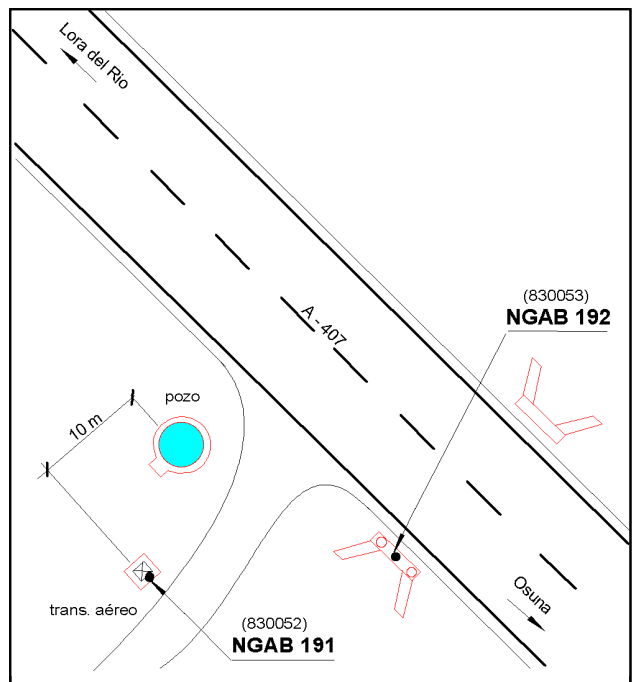 Lora del Rio
A - 407
(830053)
NGAB 192
pozo
10 m
Osuna
trans. aéreo
(830052)
NGAB 191